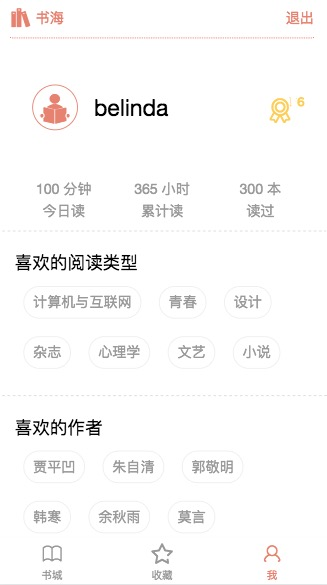 书海 退出
belinda 6
100 分钟 365 小时 300 本
今日读 累计读 读过
喜欢的阅读类型
计算机与互联网 青春 设计
杂志 心理学 文艺 小说
喜欢的作者
贾平凹 朱自清 郭敬明
韩寒 余秋雨 莫言
书城 收藏 我